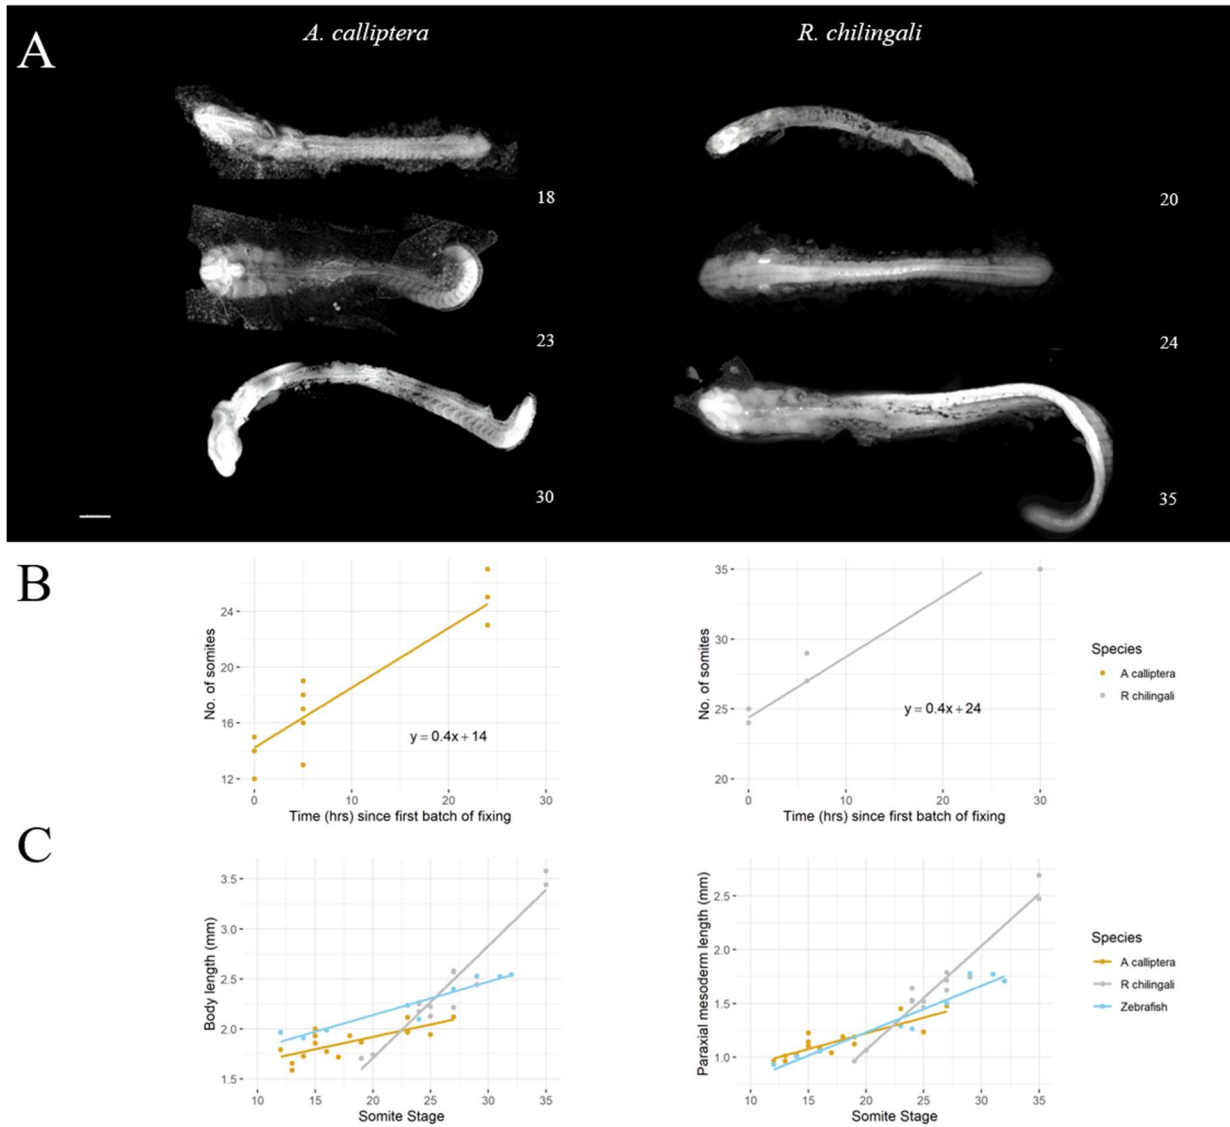 A
A. calliptera
R. chilingali
18
20
23
24
30
35
B
No. of somites
24
20
16
12
y = 0.4x + 14
0
10
20
30
Time (hrs) since first batch of fixing
No. of somites
35
30
25
20
y = 0.4x + 24
0
10
20
30
Time (hrs) since first batch of fixing
Species
A calliptera
R chilingali
C
Body length (mm)
3.5
3.0
2.5
2.0
1.5
10
15
20
25
30
35
Somite Stage
Paraxial mesoderm length (mm)
2.5
2.0
1.5
1.0
10
15
20
25
30
35
Somite Stage
Species
A calliptera
R chilingali
Zebrafish